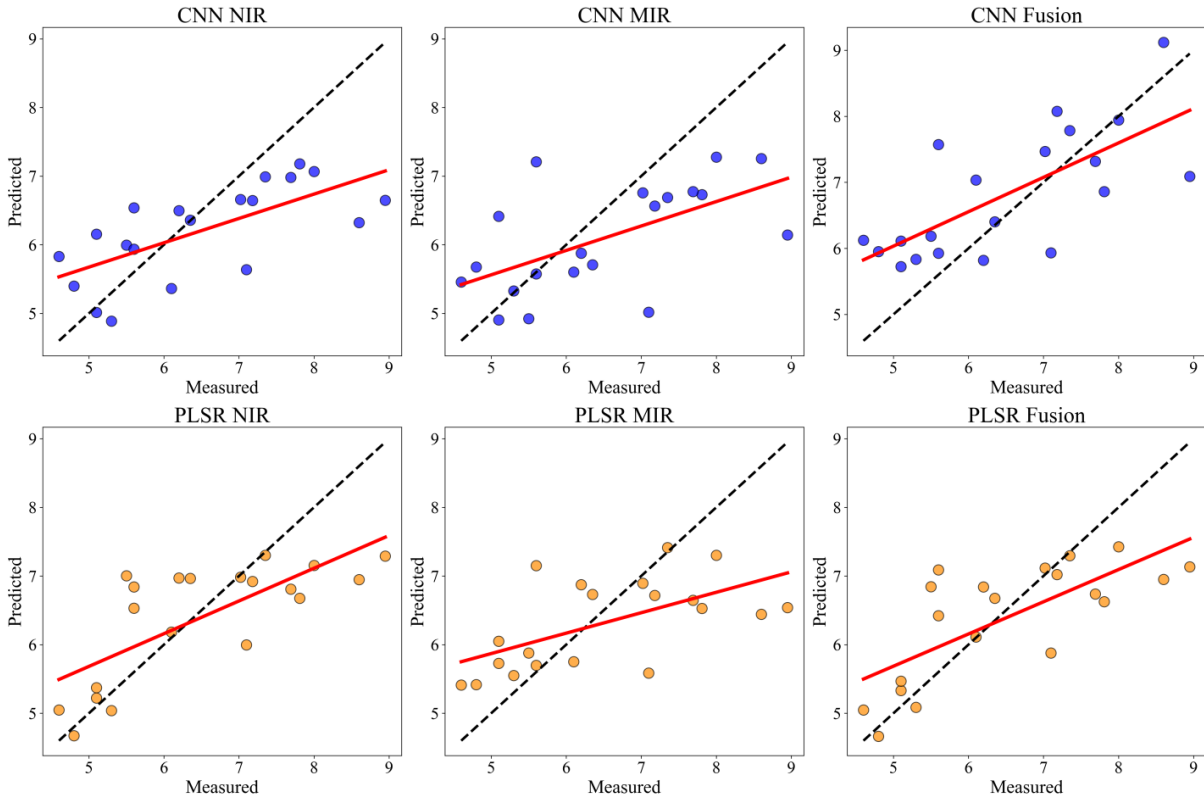 CNN NIR
CNN MIR
CNN Fusion
9
8
7
6
5
Predicted
5 6 7 8 9
Measured
9
8
7
6
5
Predicted
5 6 7 8 9
Measured
9
8
7
6
5
4
Predicted
5 6 7 8 9
Measured
PLSR NIR
PLSR MIR
PLSR Fusion
9
8
7
6
5
Predicted
5 6 7 8 9
Measured
9
8
7
6
5
Predicted
5 6 7 8 9
Measured
9
8
7
6
5
Predicted
5 6 7 8 9
Measured